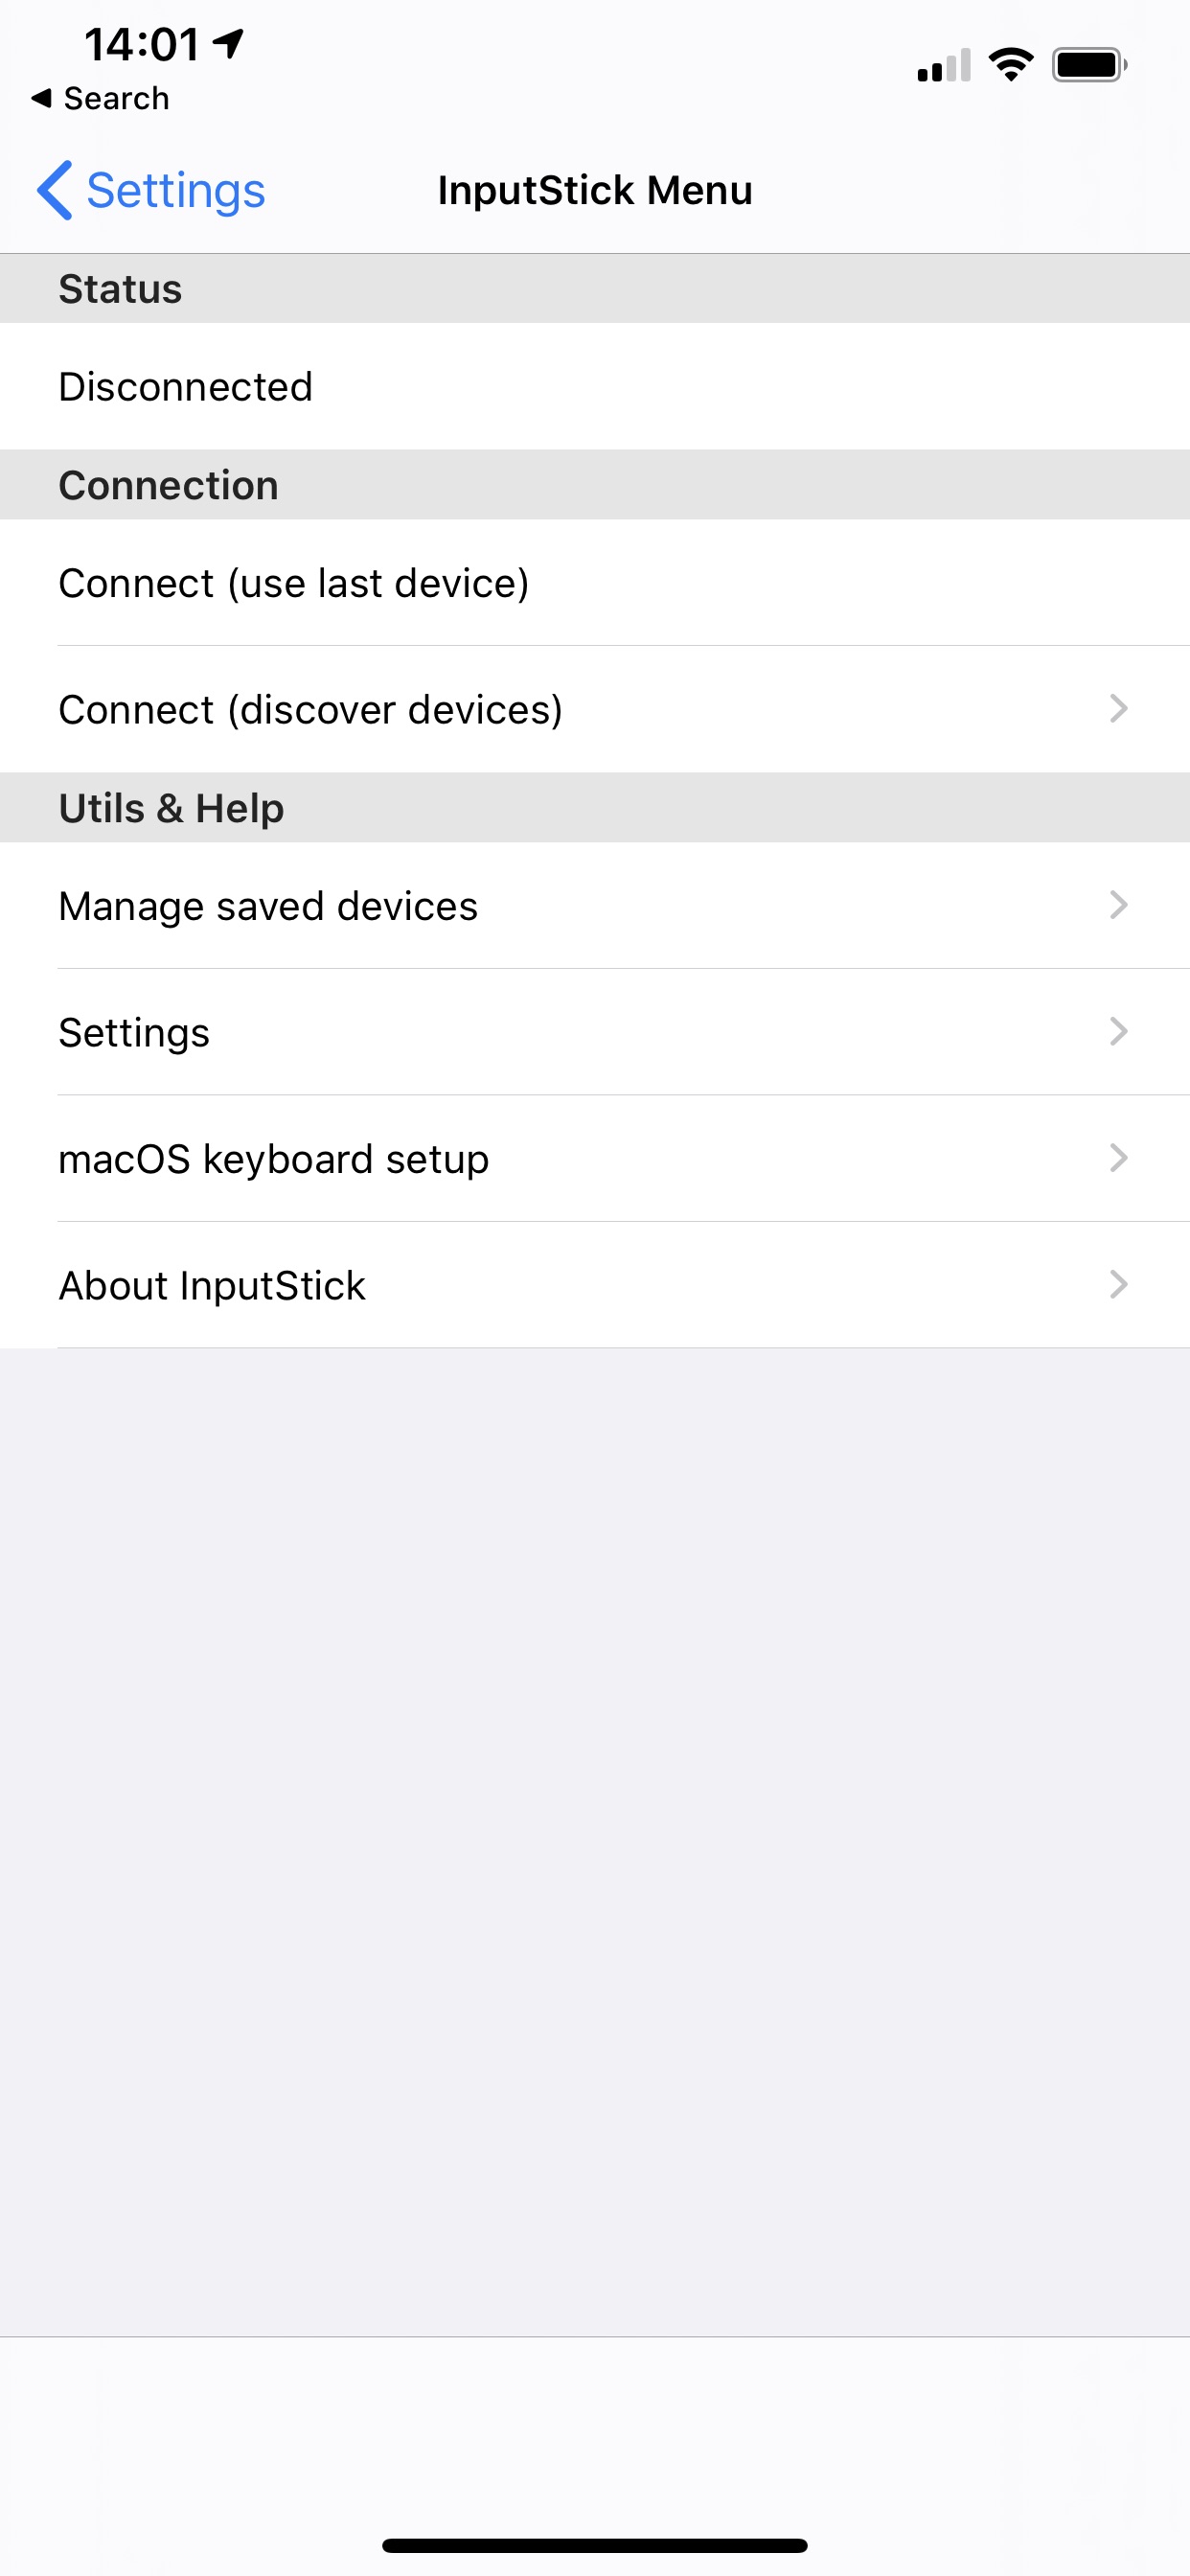 14:01
Search
Settings
InputStick Menu
Status
Disconnected
Connection
Connect (use last device)
Connect (discover devices)
Utils & Help
Manage saved devices
Settings
macOS keyboard setup
About InputStick